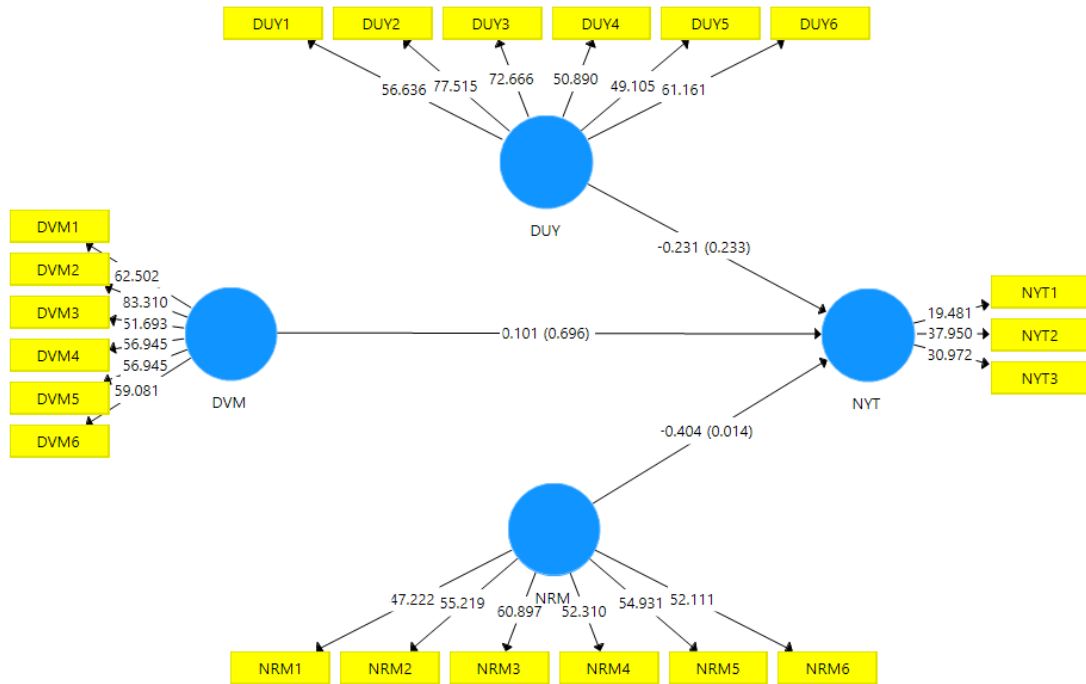 DUY1 DUY2 DUY3 DUY4 DUY5 DUY6
56.636 77.515 72.666 50.890 49.105 61.161
DUY
-0.231 (0.233)
DVM1
DVM2
DVM3
DVM4
DVM5
DVM6
62.502
83.310
51.693
56.945
56.945
59.081
DVM
0.101 (0.696)
NYT1
NYT2
NYT3
19.481
37.950
30.972
NYT
-0.404 (0.014)
NRM
47.222 55.219 60.897 52.310 54.931 52.111
NRM1 NRM2 NRM3 NRM4 NRM5 NRM6